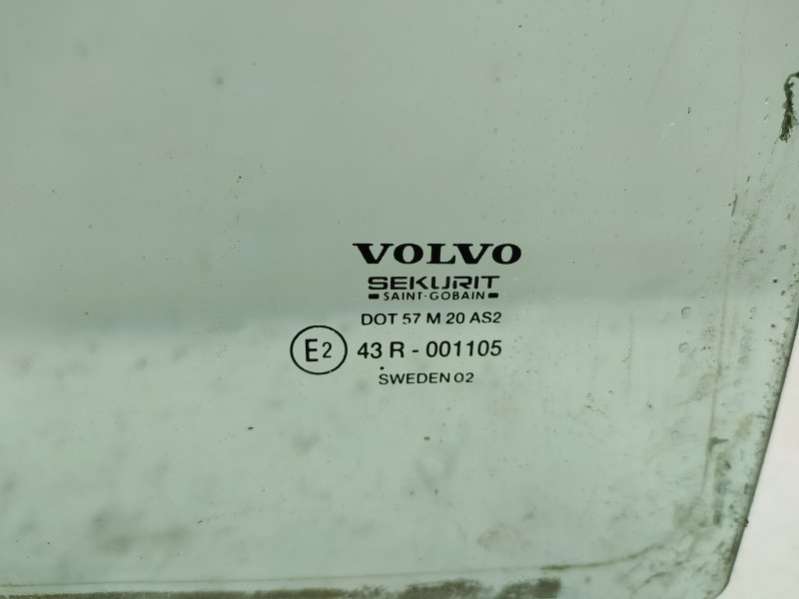 VOLVO
SEKURIT
SAINT-GOBAIN
DOT 57 M 20 AS2
E2 43 R - 001105
SWEDEN 02